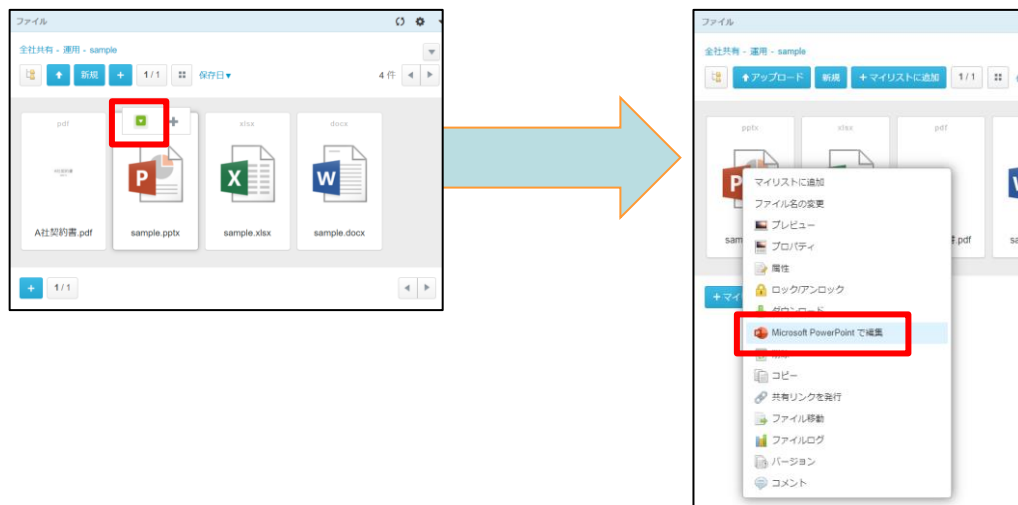 ファイル
全社共有 - 運用 - sample
新規
1 / 1
保存日▼
4 件
pdf
xlsx
docx
A社契約書.pdf
sample.pptx
sample.xlsx
sample.docx
1 / 1
ファイル
全社共有 - 運用 - sample
アップロード
新規
+ マイリストに追加
1 / 1
pptx
xlsx
pdf
マイリストに追加
ファイル名の変更
プレビュー
プロパティ
属性
ロック/アンロック
ダウンロード
Microsoft PowerPoint で編集
コピー
共有リンクを発行
ファイル移動
ファイルログ
バージョン
コメント